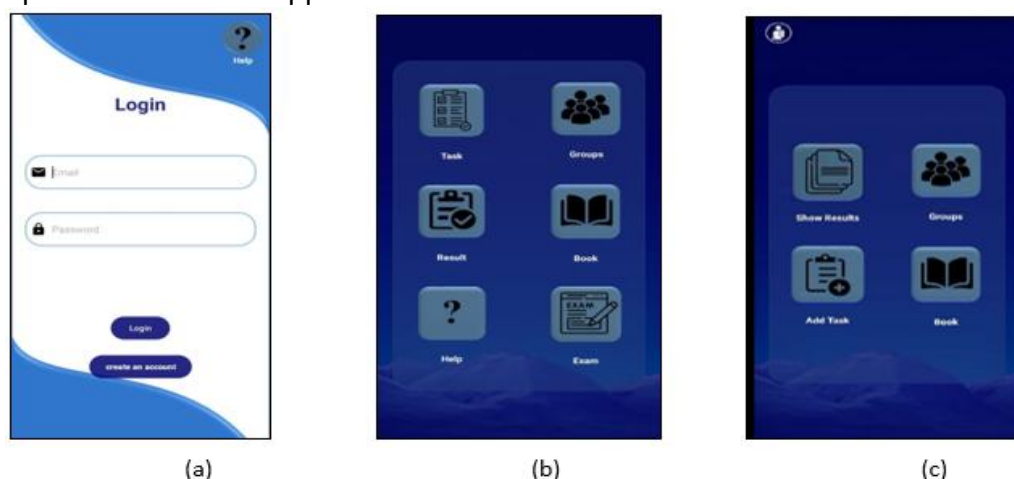 ?
Help
Login
Email
Password
Login
create an account
Task
Groups
Result
Book
?
EXAM
Help
Exam
Show Results
Groups
Add Task
Book
(a)
(b)
(c)